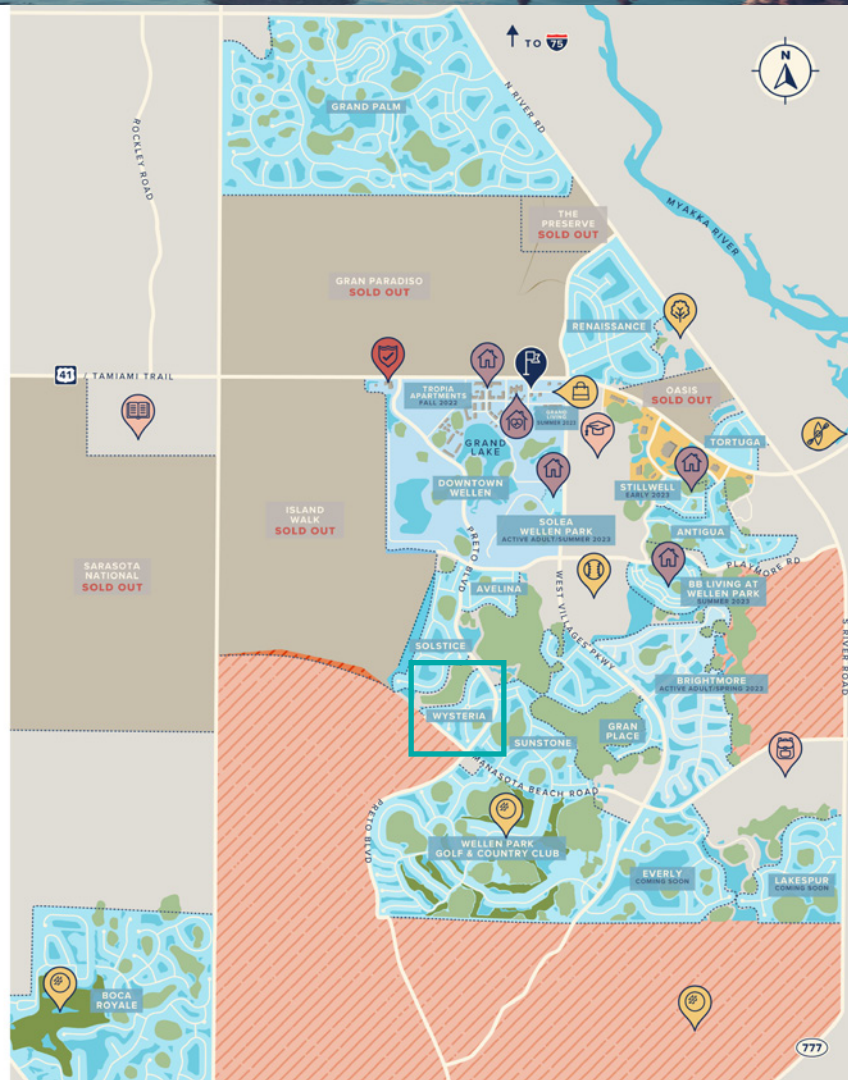 TO 75
N
GRAND PALM
N RIVER RD
ROCKLEY ROAD
MYAKKA RIVER
THE
PRESERVE
SOLD OUT
GRAN PARADISO
SOLD OUT
RENAISSANCE
41 / TAMIAMI TRAIL
TROPIA
APARTMENTS
FALL 2022
GRAND
LIVING
SUMMER 2023
OASIS
SOLD OUT
TORTUGA
GRAND
LAKE
DOWNTOWN
WELLEN
STILLWELL
EARLY 2023
ISLAND
WALK
SOLD OUT
SOLEA
WELLEN PARK
ACTIVE ADULT/SUMMER 2023
ANTIGUA
SARASOTA
NATIONAL
SOLD OUT
PRETO BLVD
AVELINA
WEST VILLAGES PKWY
PLAYMORE RD
BB LIVING AT
WELLEN PARK
SUMMER 2023
S RIVER ROAD
SOLSTICE
BRIGHTMORE
ACTIVE ADULT/SPRING 2023
WYSTERIA
GRAN
PLACE
SUNSTONE
MANASOTA BEACH ROAD
PRETO BLVD
WELLEN PARK
GOLF & COUNTRY CLUB
EVERLY
COMING SOON
LAKESPUR
COMING SOON
BOCA
ROYALE
777